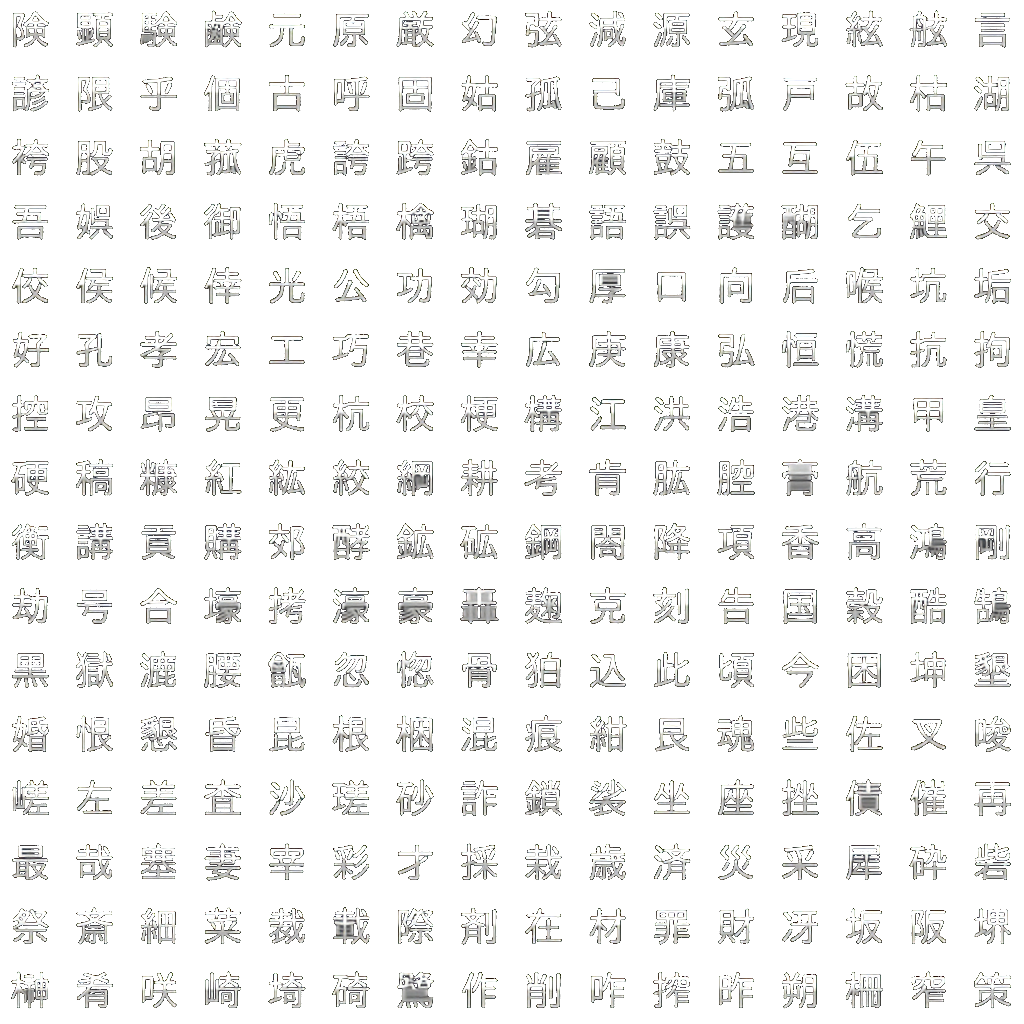 険顕験鹸元原厳幻弦減源玄現絃舷言
諺限乎個古呼固姑孤己庫弧戸故枯湖
袴股胡菰虎誇跨鈷雇顧鼓五互伍午呉
吾娯後御悟梧檎瑚碁語誤護醐乞鯉交
佼侯候倖光公功効勾厚口向后喉坑垢
好孔孝宏工巧巷幸広庚康弘恒慌抗拘
控攻昂晃更杭校梗構江洪浩港溝甲皇
硬稿糠紅紘絞綱耕考肯肱腔膏航荒行
衡講貢購郊酵鉱砿鋼閤降項香高鴻剛
劫号合壕拷濠豪轟麹克刻告国穀酷鵠
黒獄漉腰甑忽惚骨狛込此頃今困坤墾
婚恨懇昏昆根梱混痕紺艮魂些佐叉唆
嵯左差査沙瑳砂詐鎖裟坐座挫債催再
最哉塞妻宰彩才採栽歳済災采犀砕砦
祭斎細菜裁載際剤在材罪財冴坂阪堺
榊肴咲崎埼碕鷺作削咋搾昨朔柵窄策